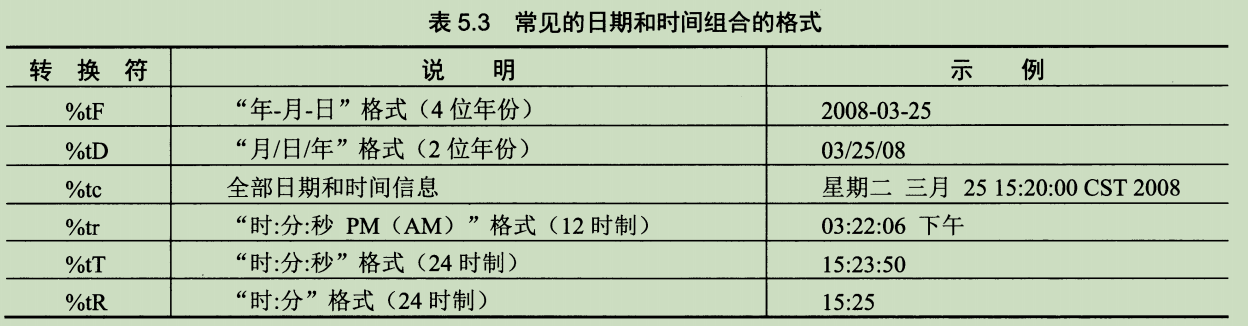 表 5.3 常见的日期和时间组合的格式
转 换 符 说 明 示 例
%tF “年-月-日”格式（4 位年份） 2008-03-25
%tD “月/日/年”格式（2 位年份） 03/25/08
%tc 全部日期和时间信息 星期二 三月 25 15:20:00 CST 2008
%tr “时:分:秒 PM（AM）”格式（12 时制） 03:22:06 下午
%tT “时:分:秒”格式（24 时制） 15:23:50
%tR “时:分”格式（24 时制） 15:25